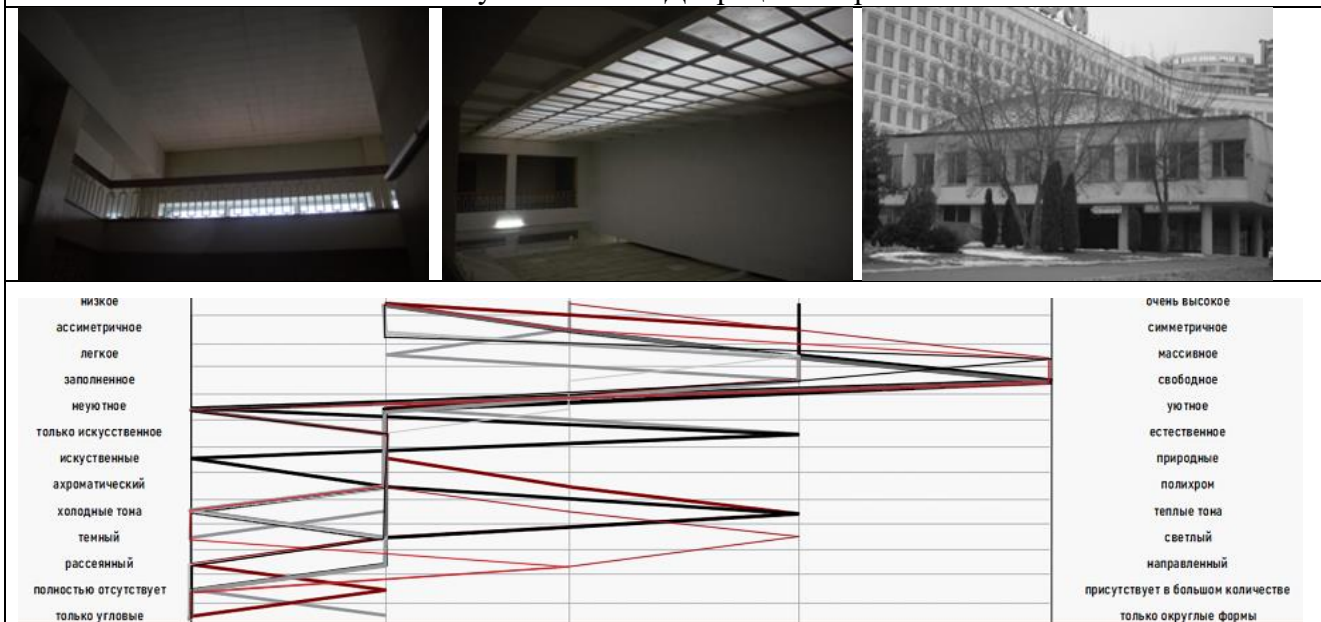 низкое очень высокое
ассиметричное симметричное
легкое массивное
заполненное свободное
неуютное уютное
только искусственное естественное
искуственные природные
ахроматический полихром
холодные тона теплые тона
темный светлый
рассеянный направленный
полностью отсутствует присутствует в большом количестве
только угловые только округлые формы